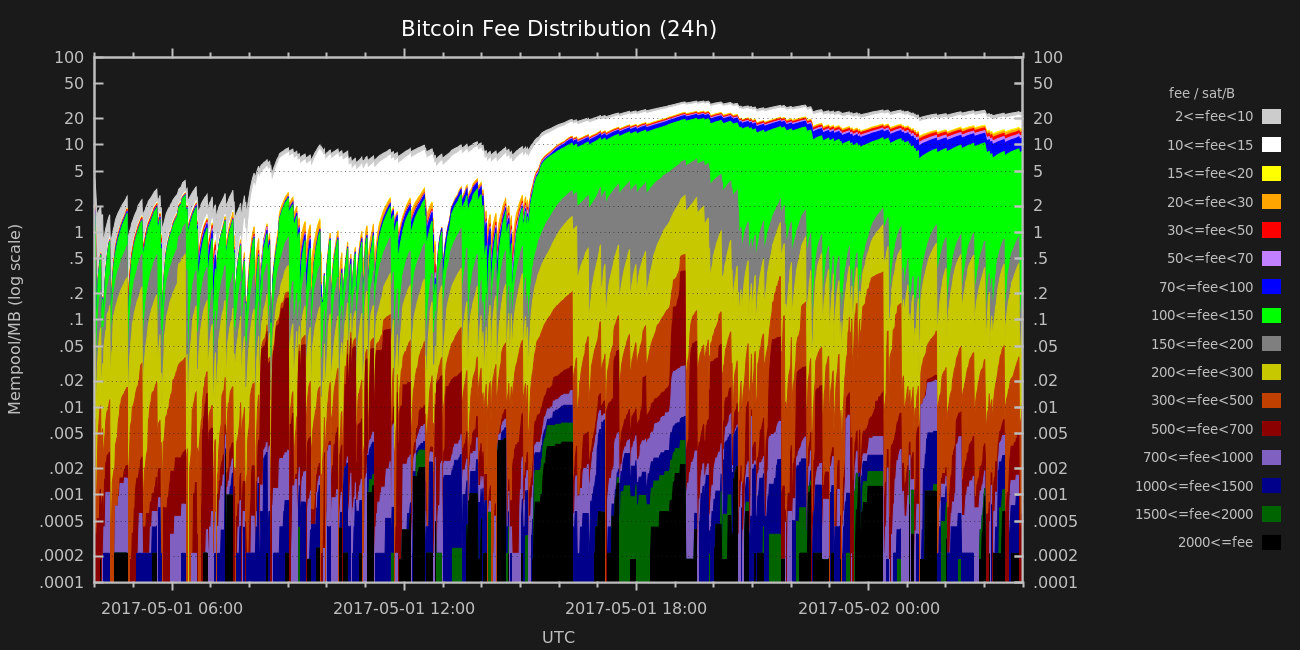 Bitcoin Fee Distribution (24h)
100
50
20
10
5
2
1
.5
.2
.1
.05
.02
.01
.005
.002
.001
.0005
.0002
.0001
Mempool/MB (log scale)
100
50
20
10
5
2
1
.5
.2
.1
.05
.02
.01
.005
.002
.001
.0005
.0002
.0001
2017-05-01 06:00
2017-05-01 12:00
2017-05-01 18:00
2017-05-02 00:00
UTC
fee / sat/B
2<=fee<10
10<=fee<15
15<=fee<20
20<=fee<30
30<=fee<50
50<=fee<70
70<=fee<100
100<=fee<150
150<=fee<200
200<=fee<300
300<=fee<500
500<=fee<700
700<=fee<1000
1000<=fee<1500
1500<=fee<2000
2000<=fee